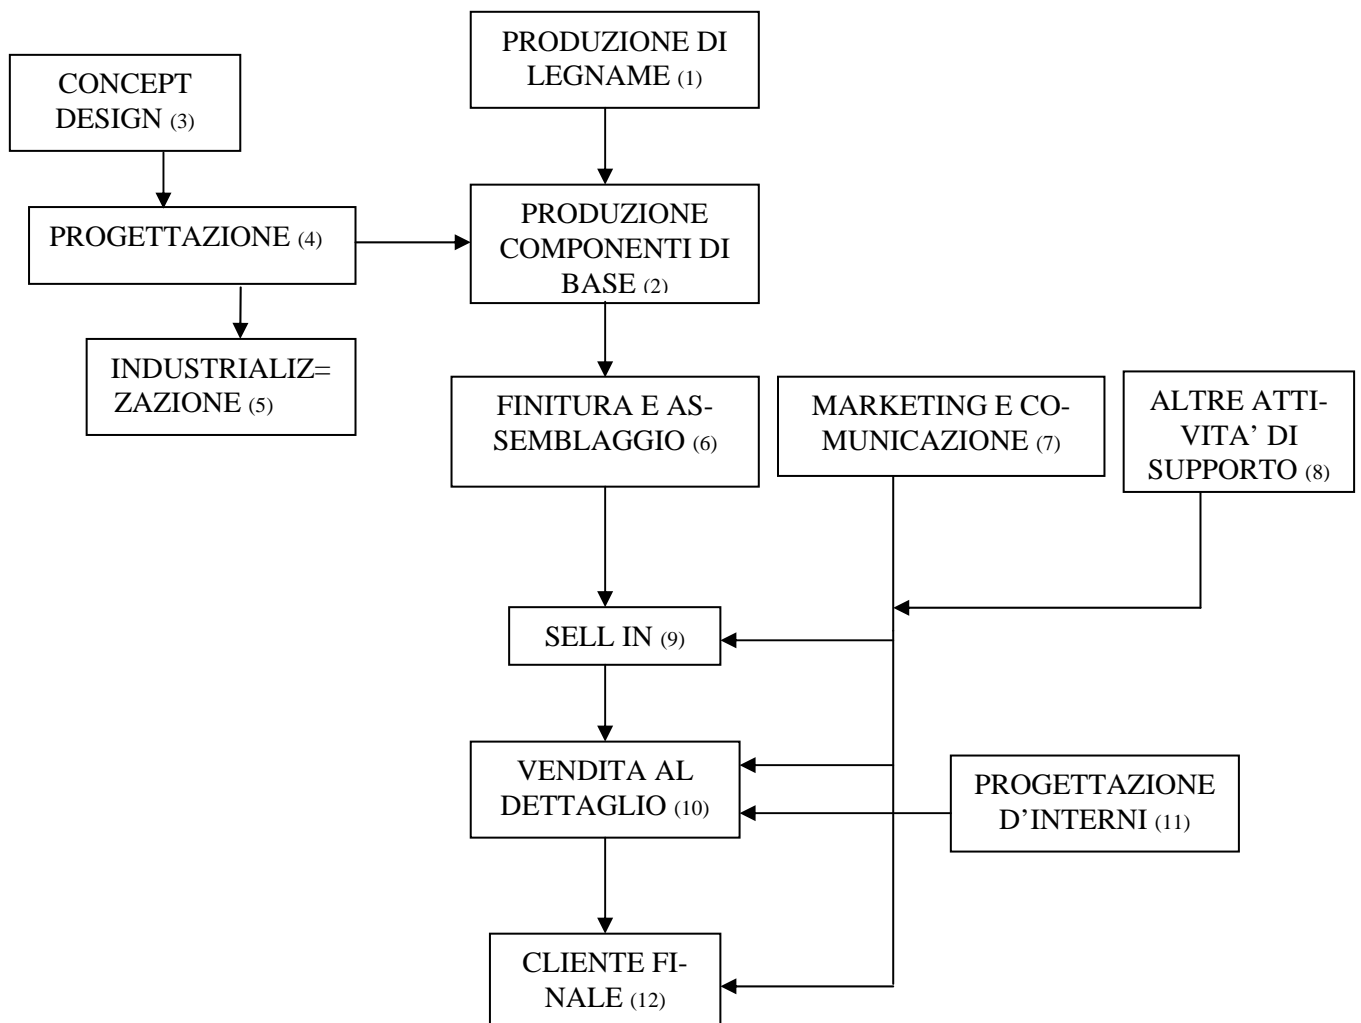 PRODUZIONE DI
LEGNAME (1)
CONCEPT
DESIGN (3)
PROGETTAZIONE (4)
PRODUZIONE
COMPONENTI DI
BASE (2)
INDUSTRIALIZ=
ZAZIONE (5)
FINITURA E AS-
SEMBLAGGIO (6)
MARKETING E CO-
MUNICAZIONE (7)
ALTRE ATTI-
VITA’ DI
SUPPORTO (8)
SELL IN (9)
VENDITA AL
DETTAGLIO (10)
PROGETTAZIONE
D’INTERNI (11)
CLIENTE FI-
NALE (12)